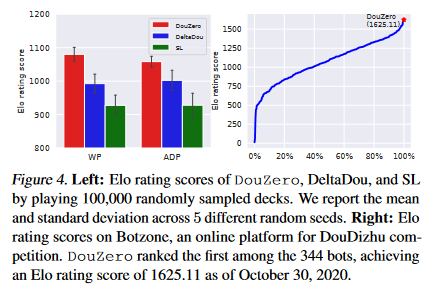 1200
1100
1000
900
800
Elo rating score
DouZero
DeltaDou
SL
WP
ADP
1500
1250
1000
750
500
250
0
Elo rating score
DouZero
(1625.11)
0%
20%
40%
60%
80%
100%
Figure 4. Left: Elo rating scores of DouZero, DeltaDou, and SL
by playing 100,000 randomly sampled decks. We report the mean
and standard deviation across 5 different random seeds. Right: Elo
rating scores on Botzone, an online platform for DouDizhu com-
petition. DouZero ranked the first among the 344 bots, achieving
an Elo rating score of 1625.11 as of October 30, 2020.